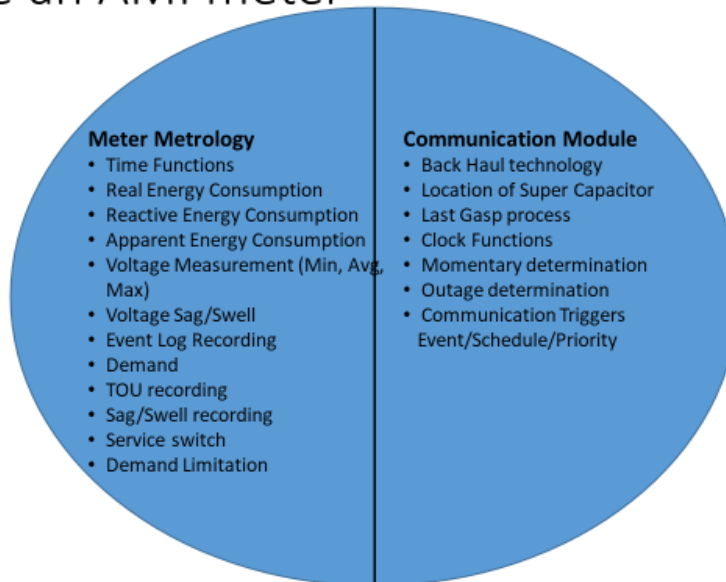 an AMI meter
Meter Metrology
• Time Functions
• Real Energy Consumption
• Reactive Energy Consumption
• Apparent Energy Consumption
• Voltage Measurement (Min, Avg,
Max)
• Voltage Sag/Swell
• Event Log Recording
• Demand
• TOU recording
• Sag/Swell recording
• Service switch
• Demand Limitation
Communication Module
• Back Haul technology
• Location of Super Capacitor
• Last Gasp process
• Clock Functions
• Momentary determination
• Outage determination
• Communication Triggers
Event/Schedule/Priority